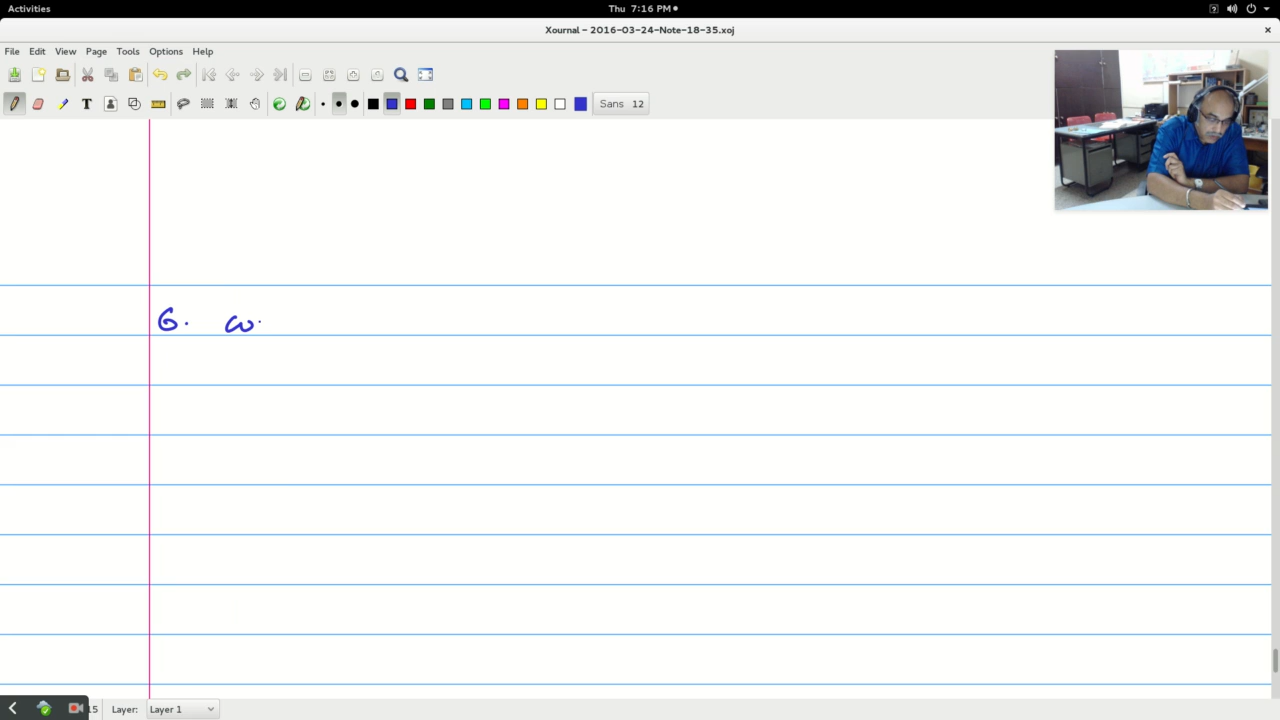 Activities
Thu 7:16 PM
Xournal – 2016-03-24-Note-18-35.xoj
File Edit View Page Tools Options Help
Sans 12
6. ω
15 Layer: Layer 1